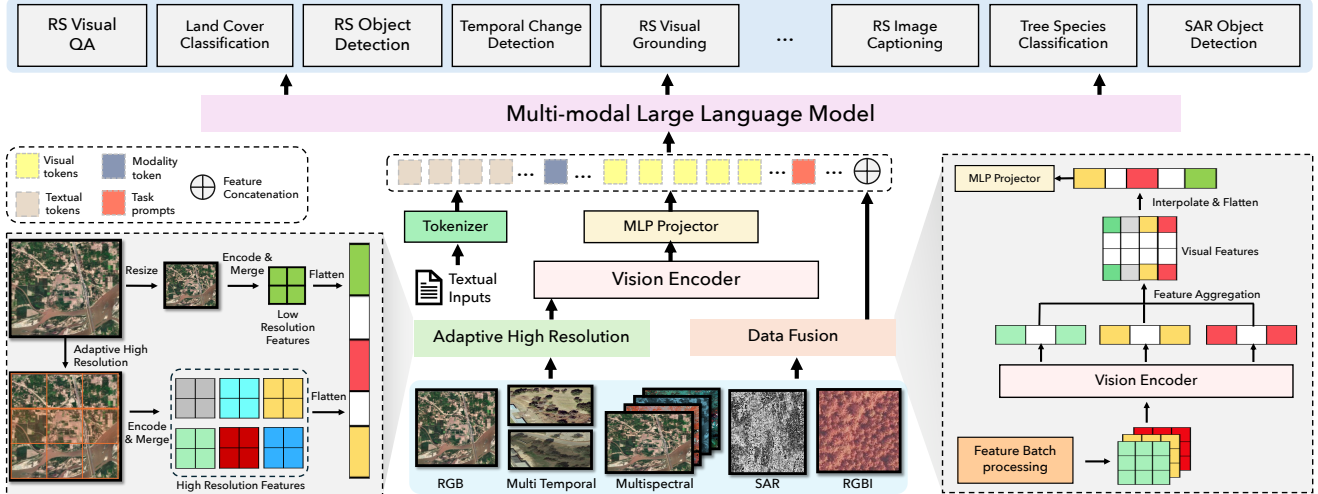 RS Visual
QA
Land Cover
Classification
RS Object
Detection
Temporal Change
Detection
RS Visual
Grounding
...
RS Image
Captioning
Tree Species
Classification
SAR Object
Detection
Multi-modal Large Language Model
Visual
tokens
Modality
token
Textual
tokens
Task
prompts
Feature
Concatenation
... ... ... ...
Tokenizer
MLP Projector
Textual
Inputs
Vision Encoder
Adaptive High Resolution
Data Fusion
RGB
Multi Temporal
Multispectral
SAR
RGBI
Resize
Encode &
Merge
Flatten
Low
Resolution
Features
Adaptive High
Resolution
Encode
& Merge
Flatten
High Resolution Features
MLP Projector
Interpolate & Flatten
Visual Features
Feature Aggregation
Vision Encoder
Feature Batch
processing